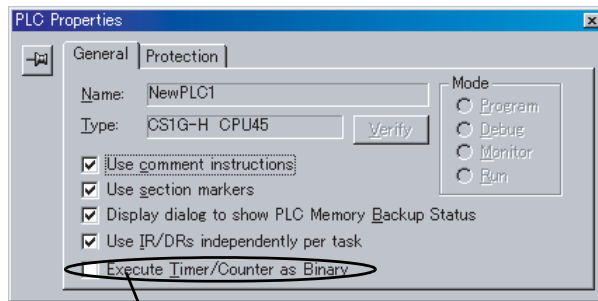 PLC Properties
General
Protection
Name:
NewPLC1
Type:
CS1G-H CPU45
Verify
Mode
Program
Debug
Monitor
Run
Use comment instructions
Use section markers
Display dialog to show PLC Memory Backup Status
Use IR/DRs independently per task
Execute Timer/Counter as Binary